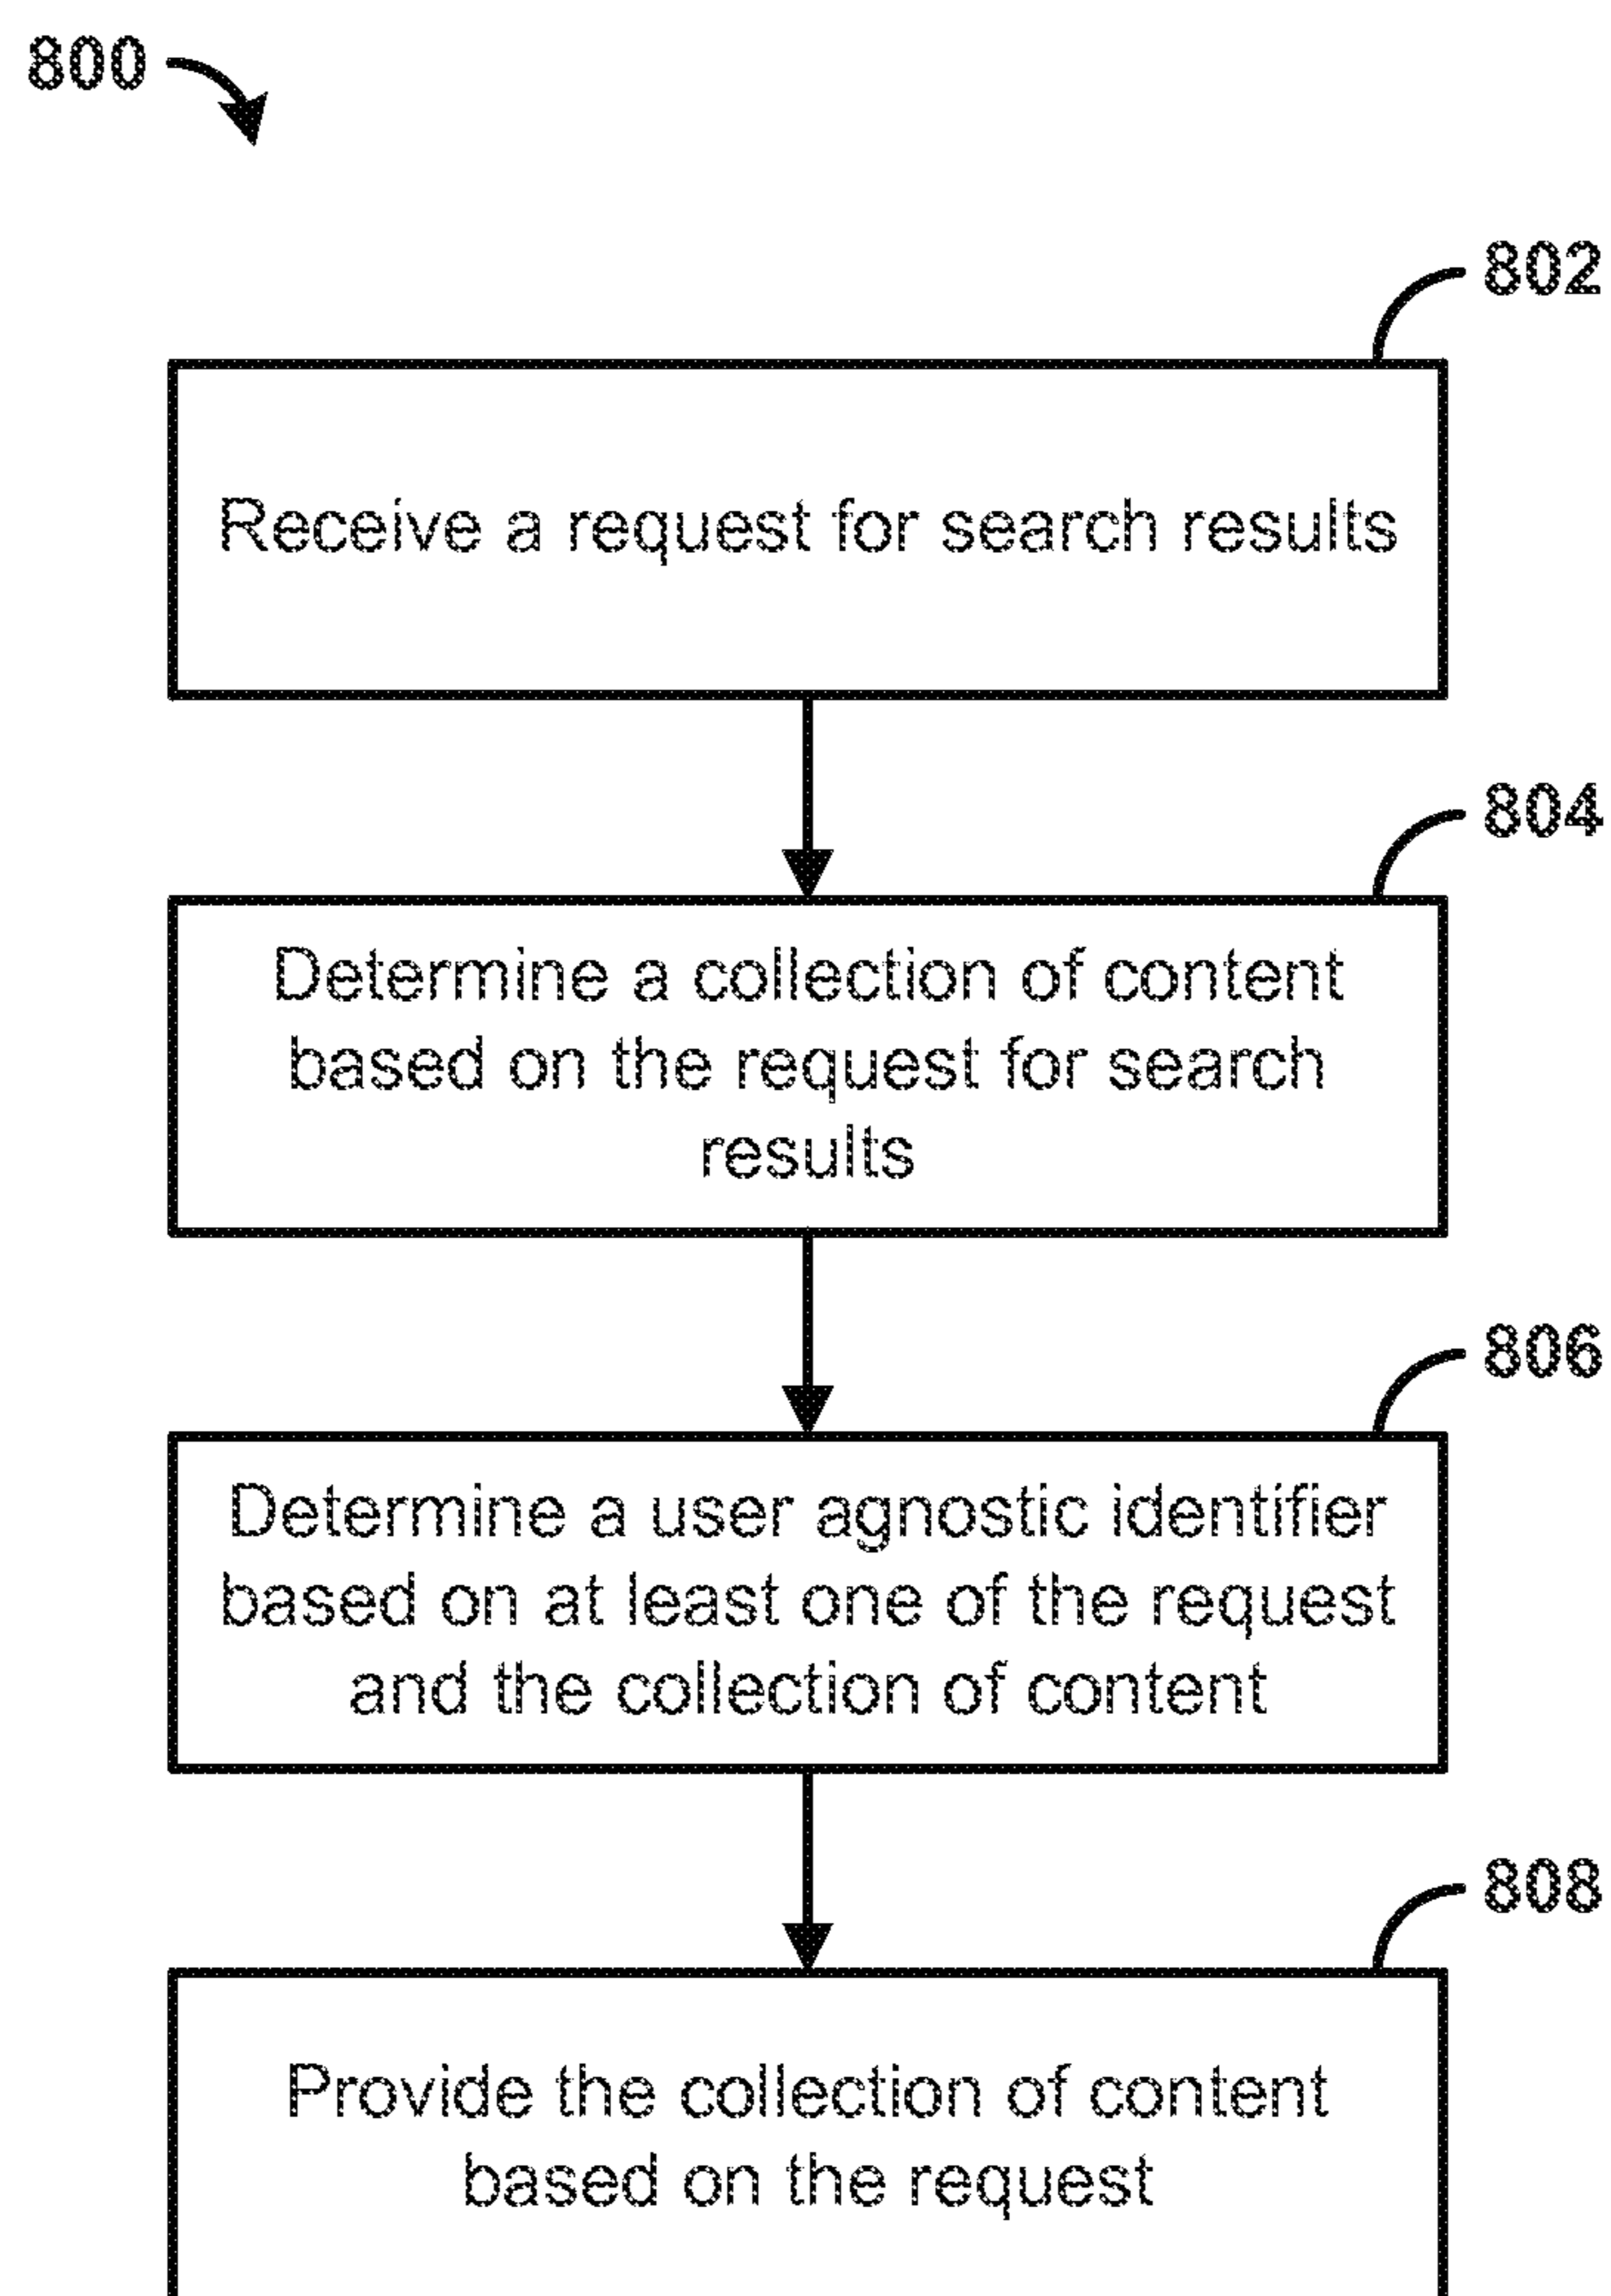 800
802
Receive a request for search results
804
Determine a collection of content
based on the request for search
results
806
Determine a user agnostic identifier
based on at least one of the request
and the collection of content
808
Provide the collection of content
based on the request